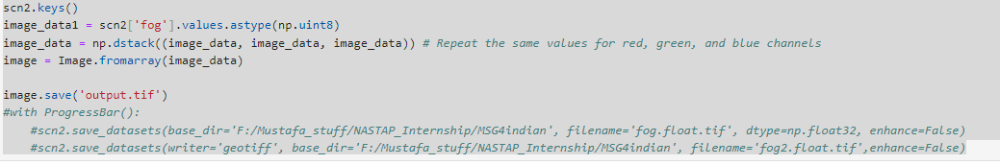 scn2.keys()
image_data1 = scn2['fog'].values.astype(np.uint8)
image_data = np.dstack((image_data, image_data, image_data)) # Repeat the same values for red, green, and blue channels
image = Image.fromarray(image_data)
image.save('output.tif')
#with ProgressBar():
#scn2.save_datasets(base_dir='F:/Mustafa_stuff/NASTAP_Internship/MSG4indian', filename='fog.float.tif', dtype=np.float32, enhance=False)
#scn2.save_datasets(writer='geotiff', base_dir='F:/Mustafa_stuff/NASTAP_Internship/MSG4indian', filename='fog2.float.tif',enhance=False)